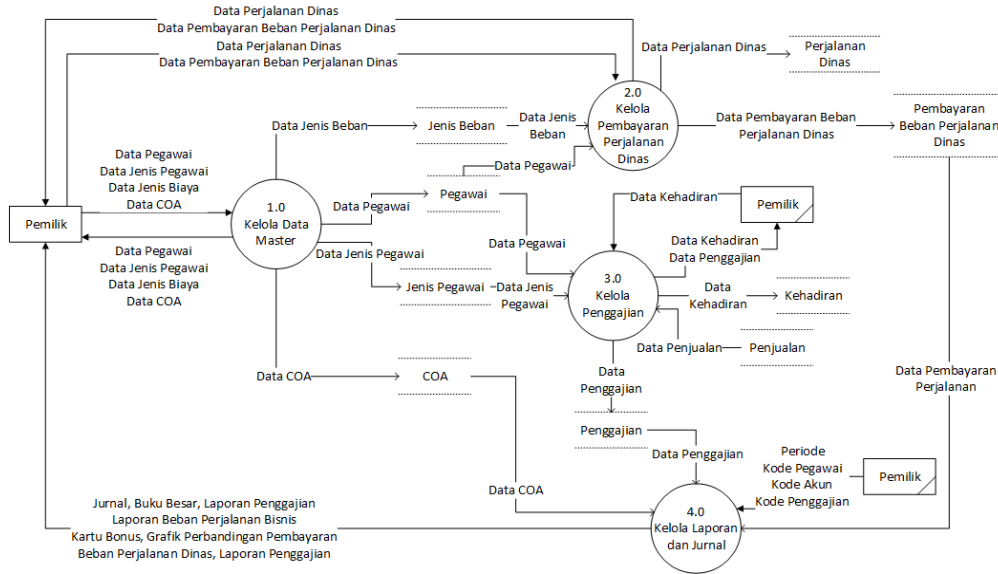 Data Perjalanan Dinas
Data Pembayaran Beban Perjalanan Dinas
Data Perjalanan Dinas
Data Pembayaran Beban Perjalanan Dinas
2.0
Kelola
Pembayaran
Perjalanan
Dinas
Data Perjalanan Dinas
Perjalanan
Dinas
Data Jenis Beban
Jenis Beban
Data Jenis
Beban
Data Pembayaran Beban
Perjalanan Dinas
Pembayaran
Beban Perjalanan
Dinas
Data Pegawai
Data Pegawai
Data Jenis Pegawai
Data Jenis Biaya
Data COA
Pemilik
1.0
Kelola Data
Master
Data Pegawai
Pegawai
Data Kehadiran
Pemilik
Data Pegawai
Data Kehadiran
Data Penggajian
Data Pegawai
Data Jenis Pegawai
Data Jenis Biaya
Data COA
Data Jenis Pegawai
Jenis Pegawai
Data Jenis
Pegawai
3.0
Kelola
Penggajian
Data
Kehadiran
Kehadiran
Data Penjualan
Penjualan
Data COA
COA
Data
Penggajian
Data Pembayaran
Perjalanan
Penggajian
Data Penggajian
Periode
Kode Pegawai
Kode Akun
Kode Penggajian
Pemilik
Data COA
4.0
Kelola Laporan
dan Jurnal
Jurnal, Buku Besar, Laporan Penggajian
Laporan Beban Perjalanan Bisnis
Kartu Bonus, Grafik Perbandingan Pembayaran
Beban Perjalanan Dinas, Laporan Penggajian